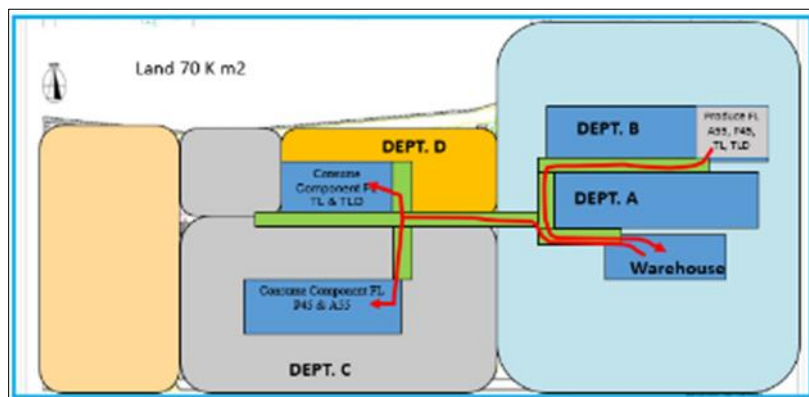 Land 70 K m2
DEPT. B
Produce FL
A55, P45,
TL, TLD
DEPT. D
Consume
Component FL
TL & TLD
DEPT. A
Warehouse
Consume Component FL
P45 & A55
DEPT. C